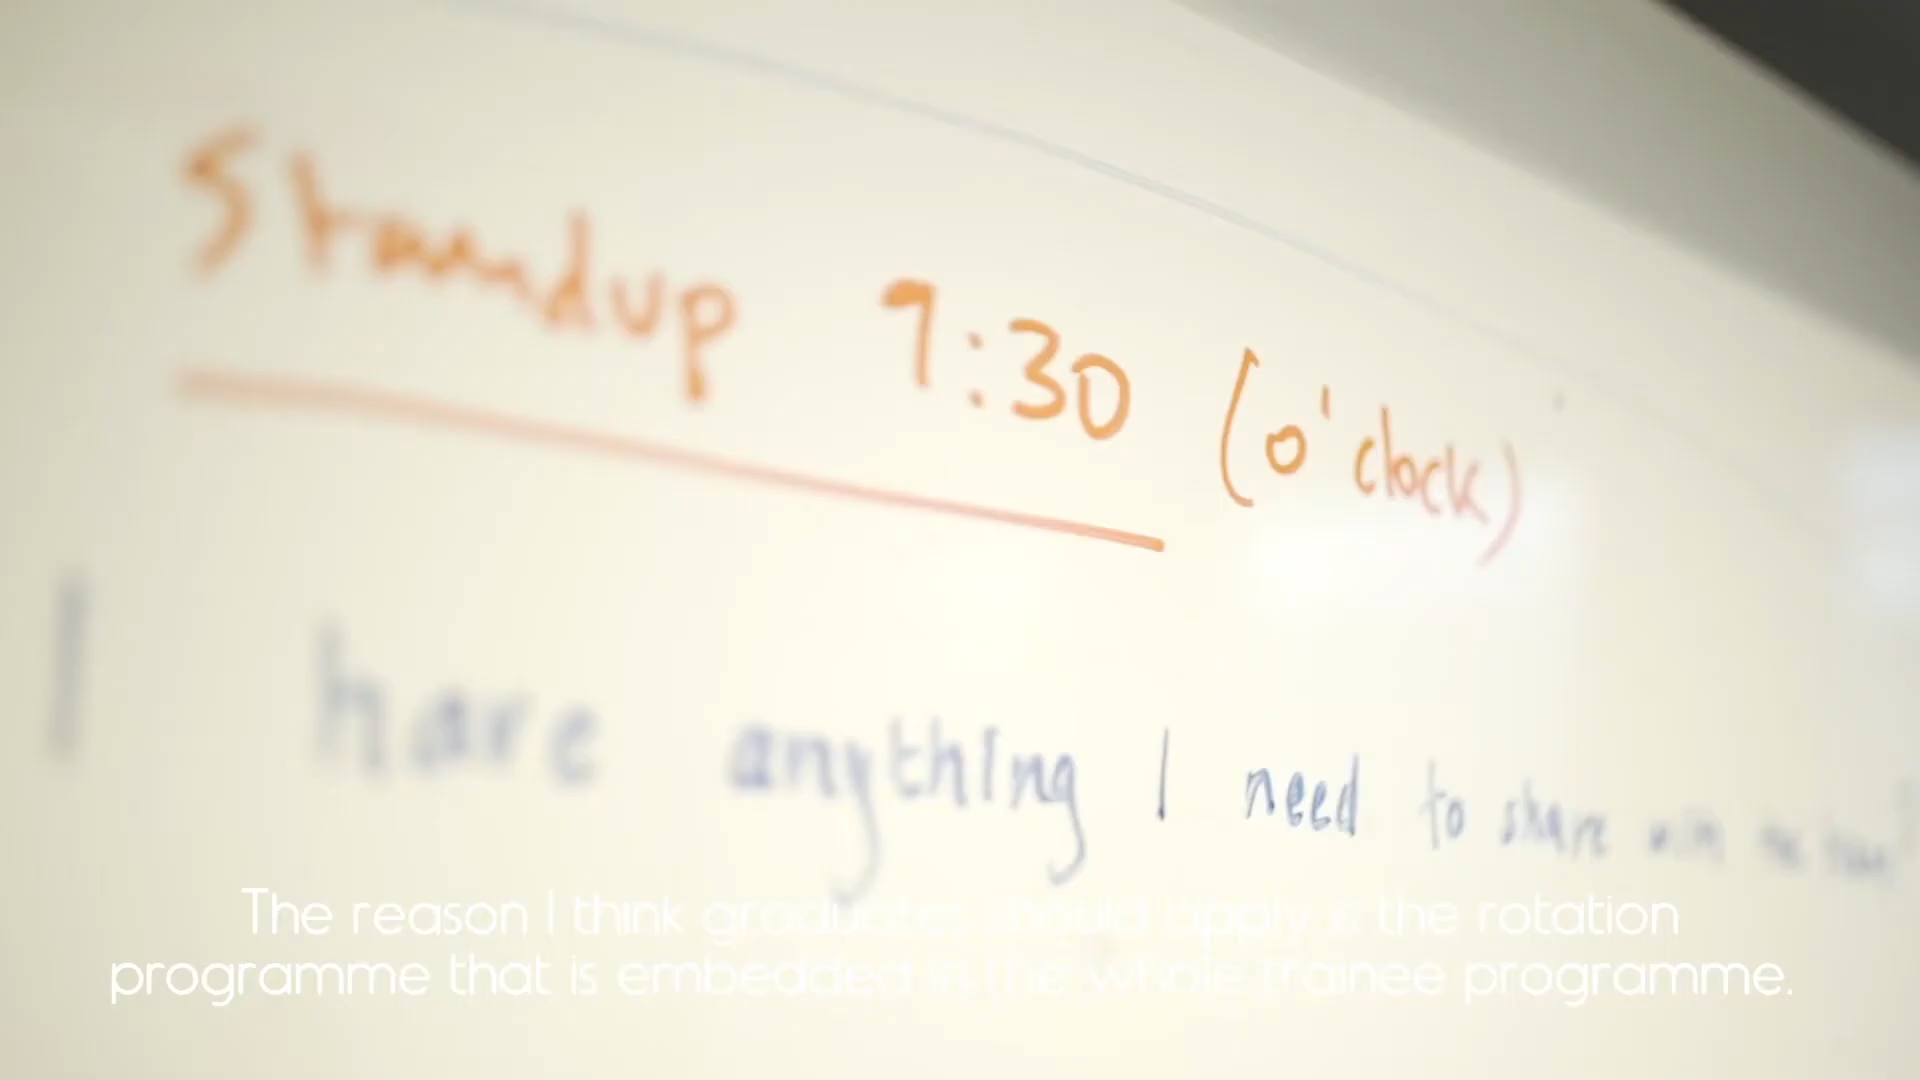 Standup 9:30 (o'clock)
I have anything I need to share with
The reason I think graduates should apply is the rotation
programme that is embedded in the whole trainee programme.